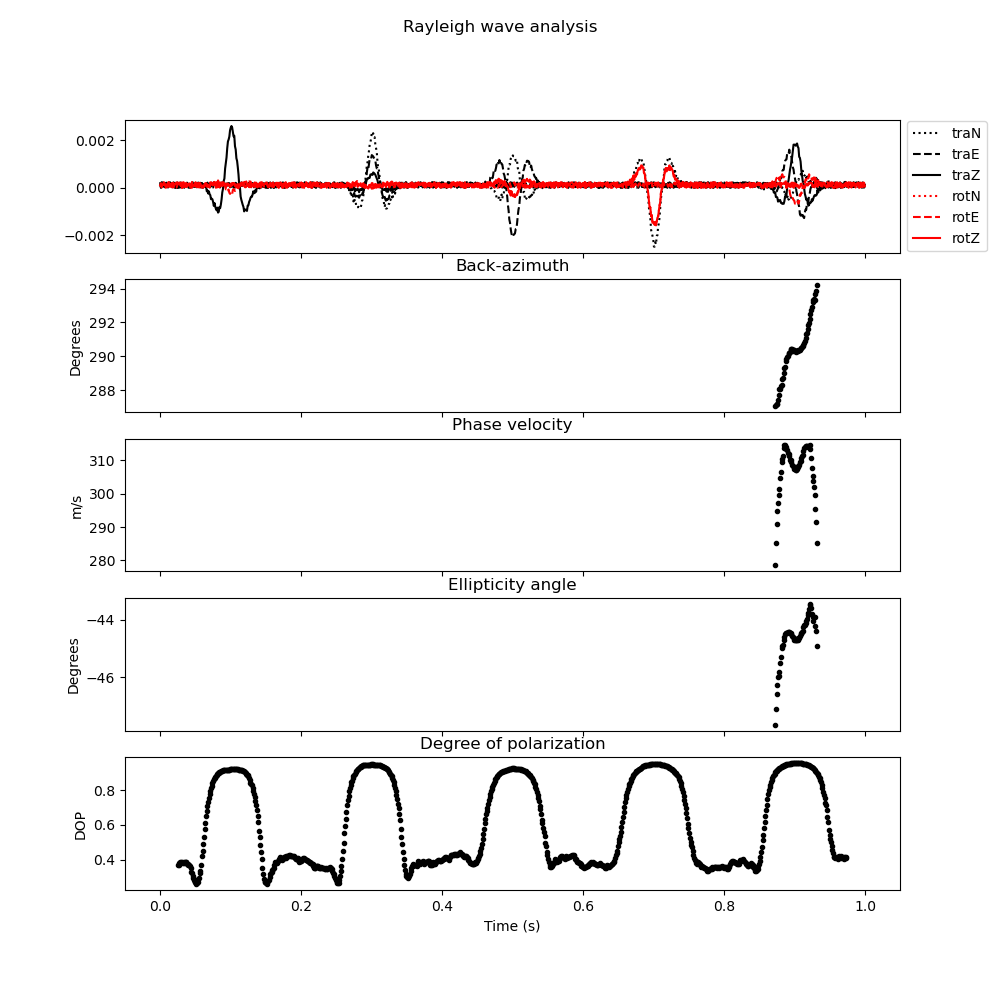 Rayleigh wave analysis
0.002
0.000
−0.002
traN
traE
traZ
rotN
rotE
rotZ
Back-azimuth
294
292
290
288
Degrees
Phase velocity
310
300
290
280
m/s
Ellipticity angle
−44
−46
Degrees
Degree of polarization
0.8
0.6
0.4
DOP
0.0 0.2 0.4 0.6 0.8 1.0
Time (s)